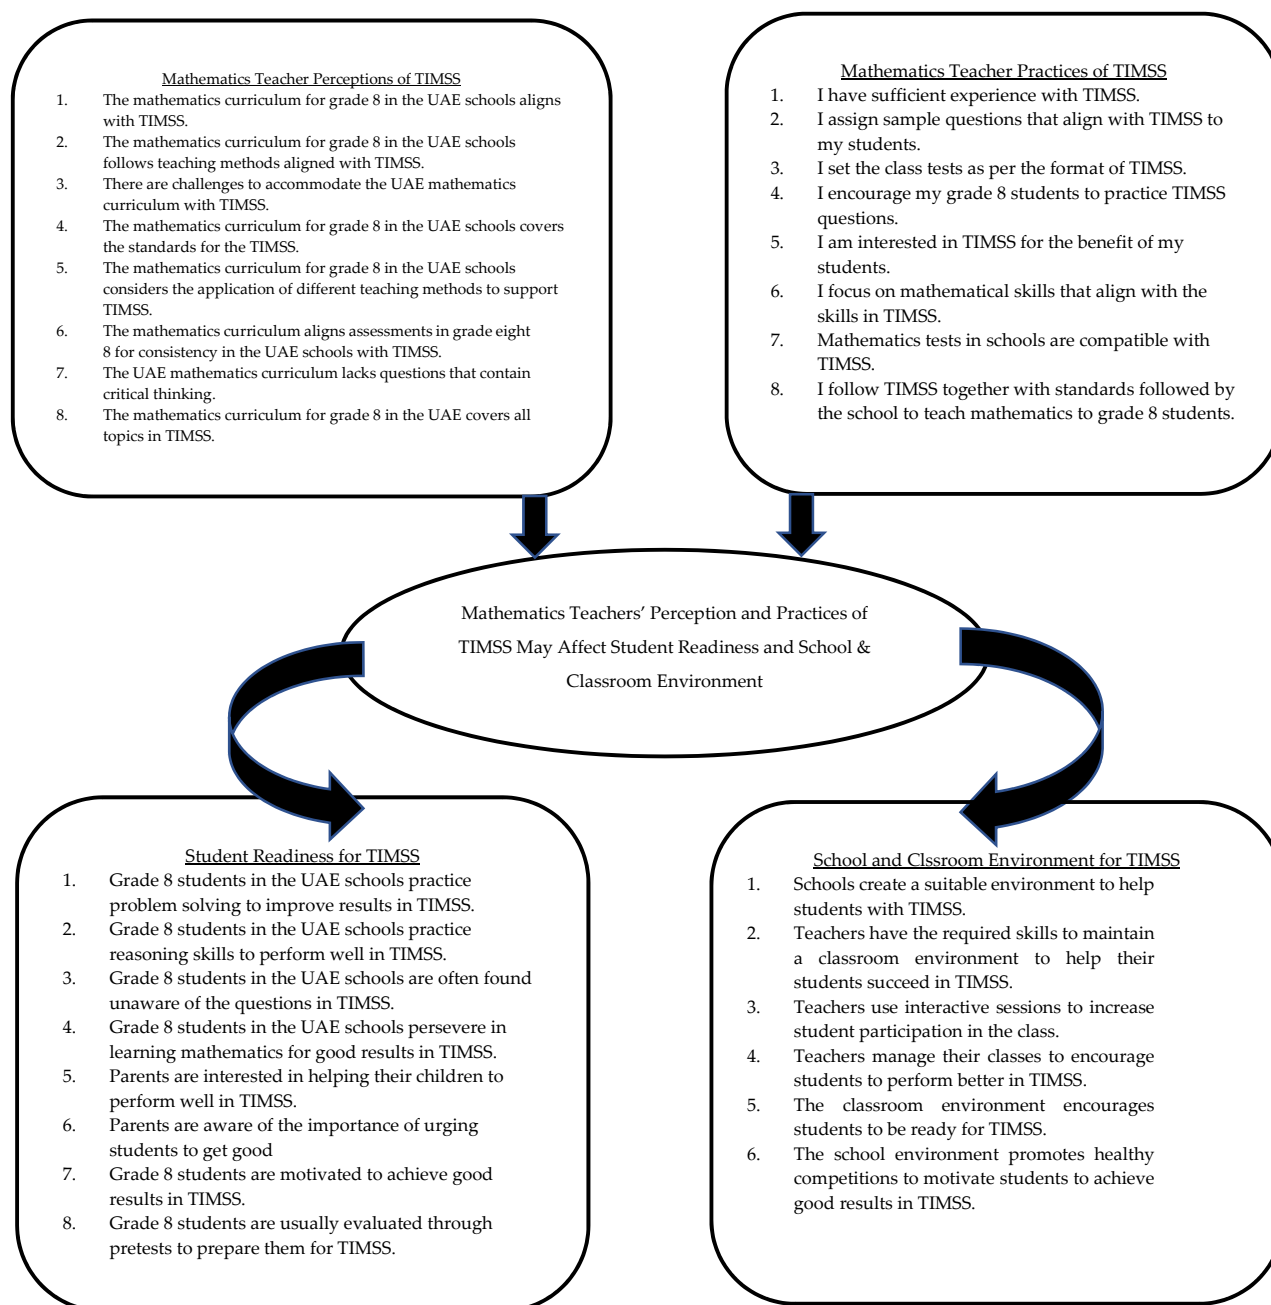 Mathematics Teacher Perceptions of TIMSS
1. The mathematics curriculum for grade 8 in the UAE schools aligns
with TIMSS.
2. The mathematics curriculum for grade 8 in the UAE schools
follows teaching methods aligned with TIMSS.
3. There are challenges to accommodate the UAE mathematics
curriculum with TIMSS.
4. The mathematics curriculum for grade 8 in the UAE schools covers
the standards for the TIMSS.
5. The mathematics curriculum for grade 8 in the UAE schools
considers the application of different teaching methods to support
TIMSS.
6. The mathematics curriculum aligns assessments in grade eight
8 for consistency in the UAE schools with TIMSS.
7. The UAE mathematics curriculum lacks questions that contain
critical thinking.
8. The mathematics curriculum for grade 8 in the UAE covers all
topics in TIMSS.
Mathematics Teacher Practices of TIMSS
1. I have sufficient experience with TIMSS.
2. I assign sample questions that align with TIMSS to
my students.
3. I set the class tests as per the format of TIMSS.
4. I encourage my grade 8 students to practice TIMSS
questions.
5. I am interested in TIMSS for the benefit of my
students.
6. I focus on mathematical skills that align with the
skills in TIMSS.
7. Mathematics tests in schools are compatible with
TIMSS.
8. I follow TIMSS together with standards followed by
the school to teach mathematics to grade 8 students.
Mathematics Teachers' Perception and Practices of
TIMSS May Affect Student Readiness and School &
Classroom Environment
Student Readiness for TIMSS
1. Grade 8 students in the UAE schools practice
problem solving to improve results in TIMSS.
2. Grade 8 students in the UAE schools practice
reasoning skills to perform well in TIMSS.
3. Grade 8 students in the UAE schools are often found
unaware of the questions in TIMSS.
4. Grade 8 students in the UAE schools persevere in
learning mathematics for good results in TIMSS.
5. Parents are interested in helping their children to
perform well in TIMSS.
6. Parents are aware of the importance of urging
students to get good
7. Grade 8 students are motivated to achieve good
results in TIMSS.
8. Grade 8 students are usually evaluated through
pretests to prepare them for TIMSS.
School and Clssroom Environment for TIMSS
1. Schools create a suitable environment to help
students with TIMSS.
2. Teachers have the required skills to maintain
a classroom environment to help their
students succeed in TIMSS.
3. Teachers use interactive sessions to increase
student participation in the class.
4. Teachers manage their classes to encourage
students to perform better in TIMSS.
5. The classroom environment encourages
students to be ready for TIMSS.
6. The school environment promotes healthy
competitions to motivate students to achieve
good results in TIMSS.